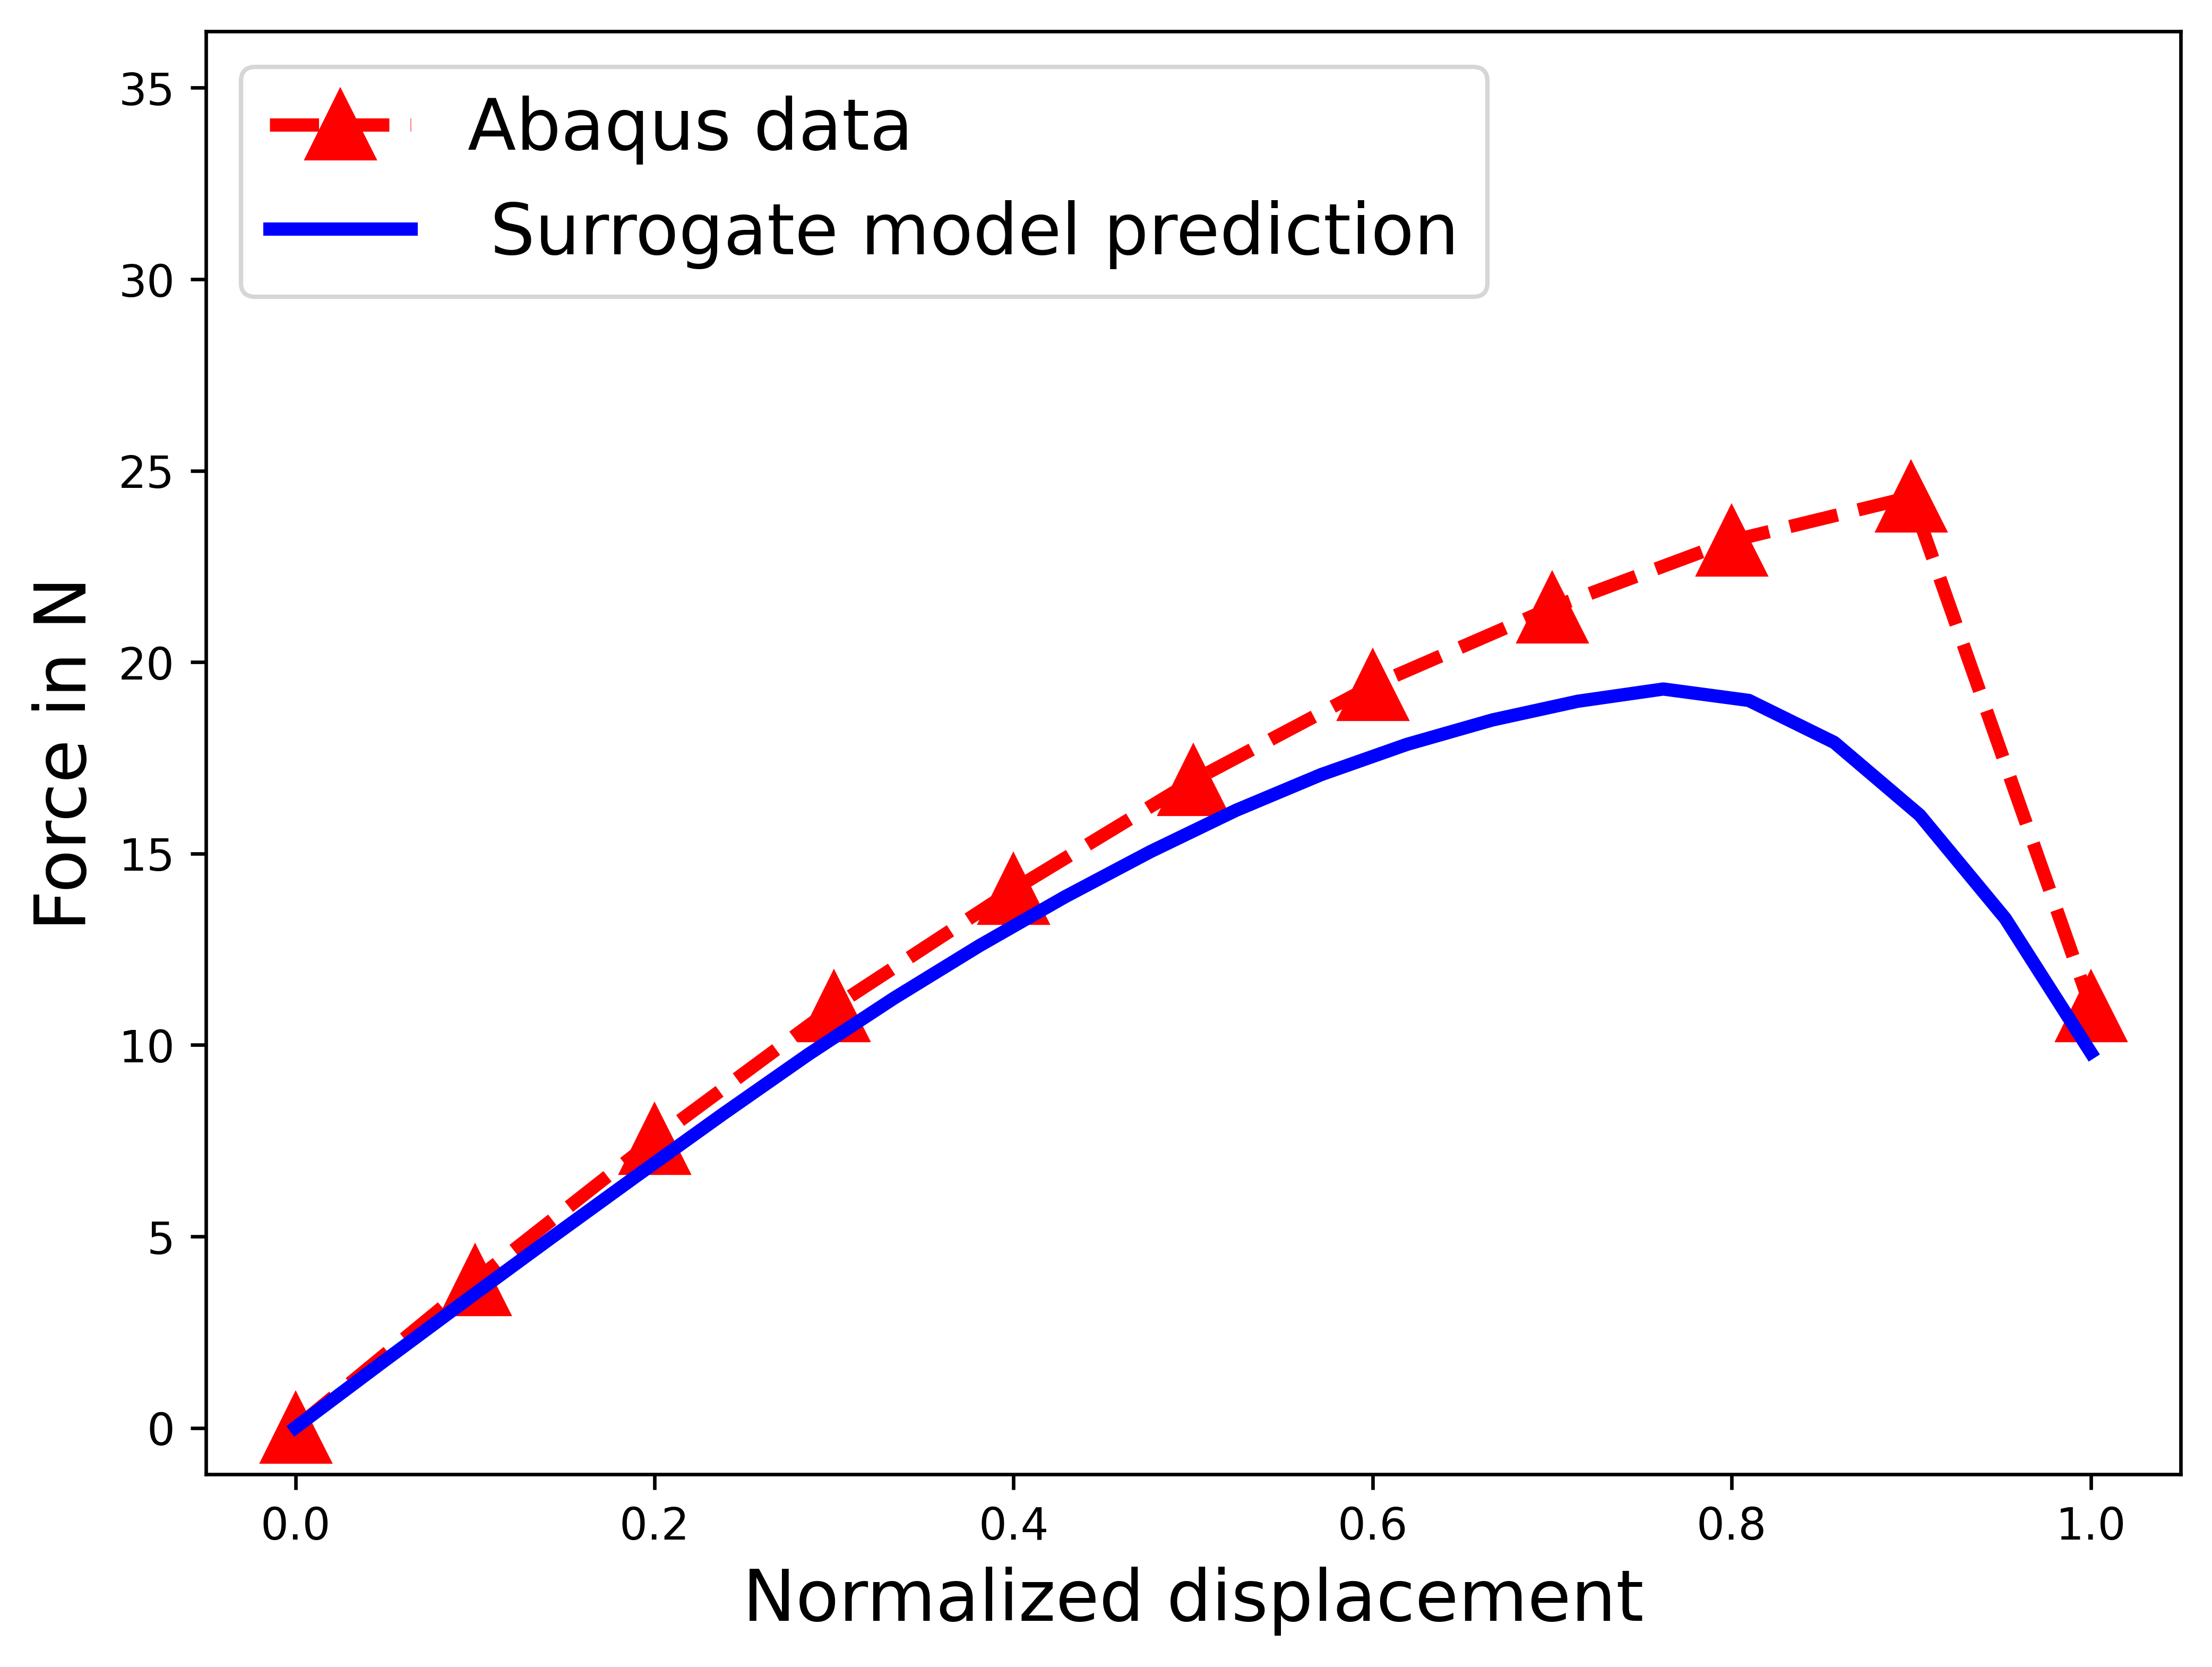 Abaqus data
Surrogate model prediction
35
30
25
20
15
10
5
0
Force in N
0.0 0.2 0.4 0.6 0.8 1.0
Normalized displacement